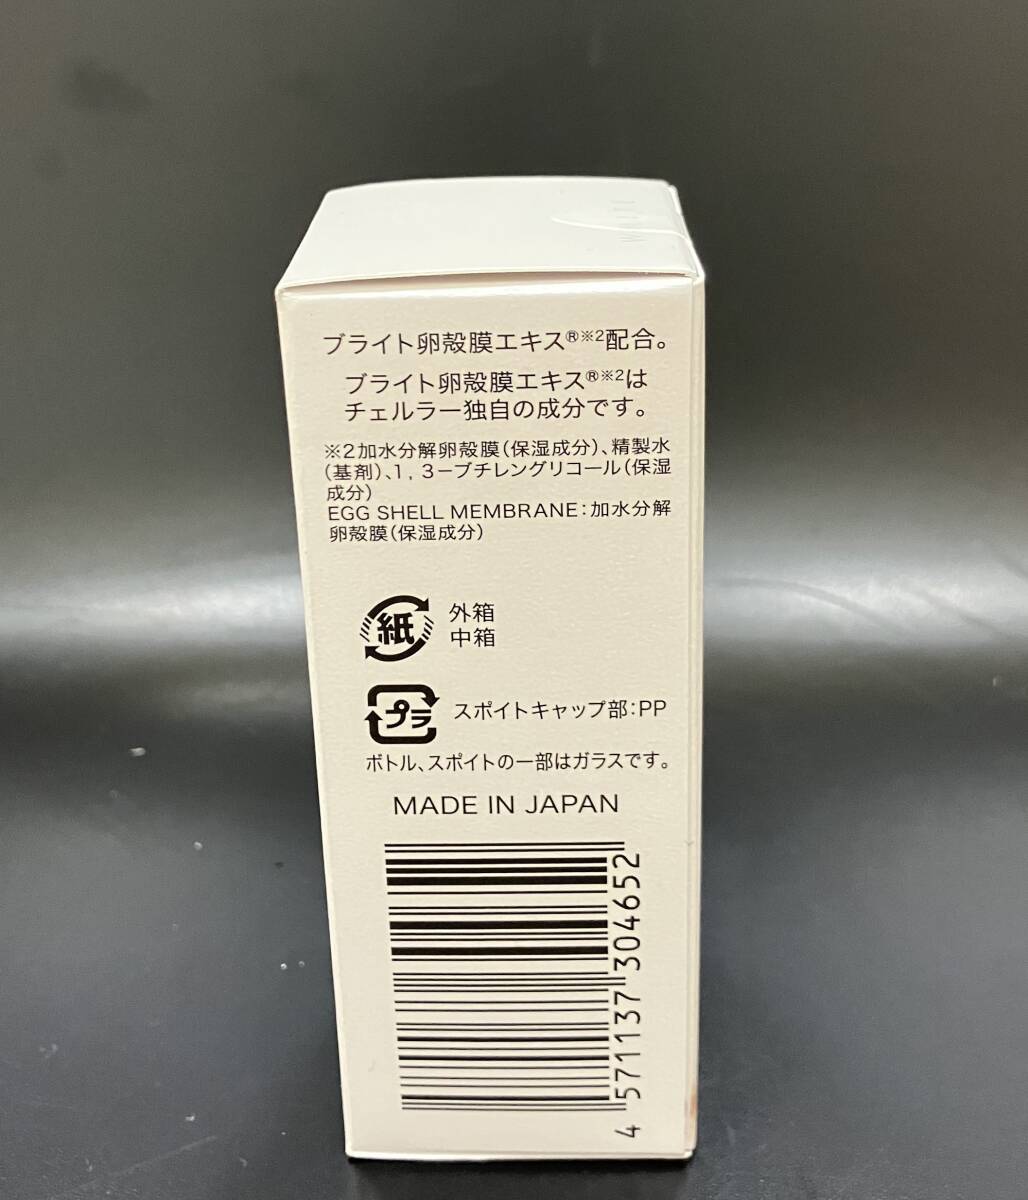 ブライト卵殻膜エキス®※2配合。
ブライト卵殻膜エキス®※2は
チェルラー独自の成分です。
※2加水分解卵殻膜(保湿成分)、精製水
(基剤)、1,3-ブチレングリコール(保湿
成分)
EGG SHELL MEMBRANE:加水分解
卵殻膜(保湿成分)
紙 外箱
中箱
プラ スポイトキャップ部:PP
ボトル、スポイトの一部はガラスです。
MADE IN JAPAN
4 571137 304652